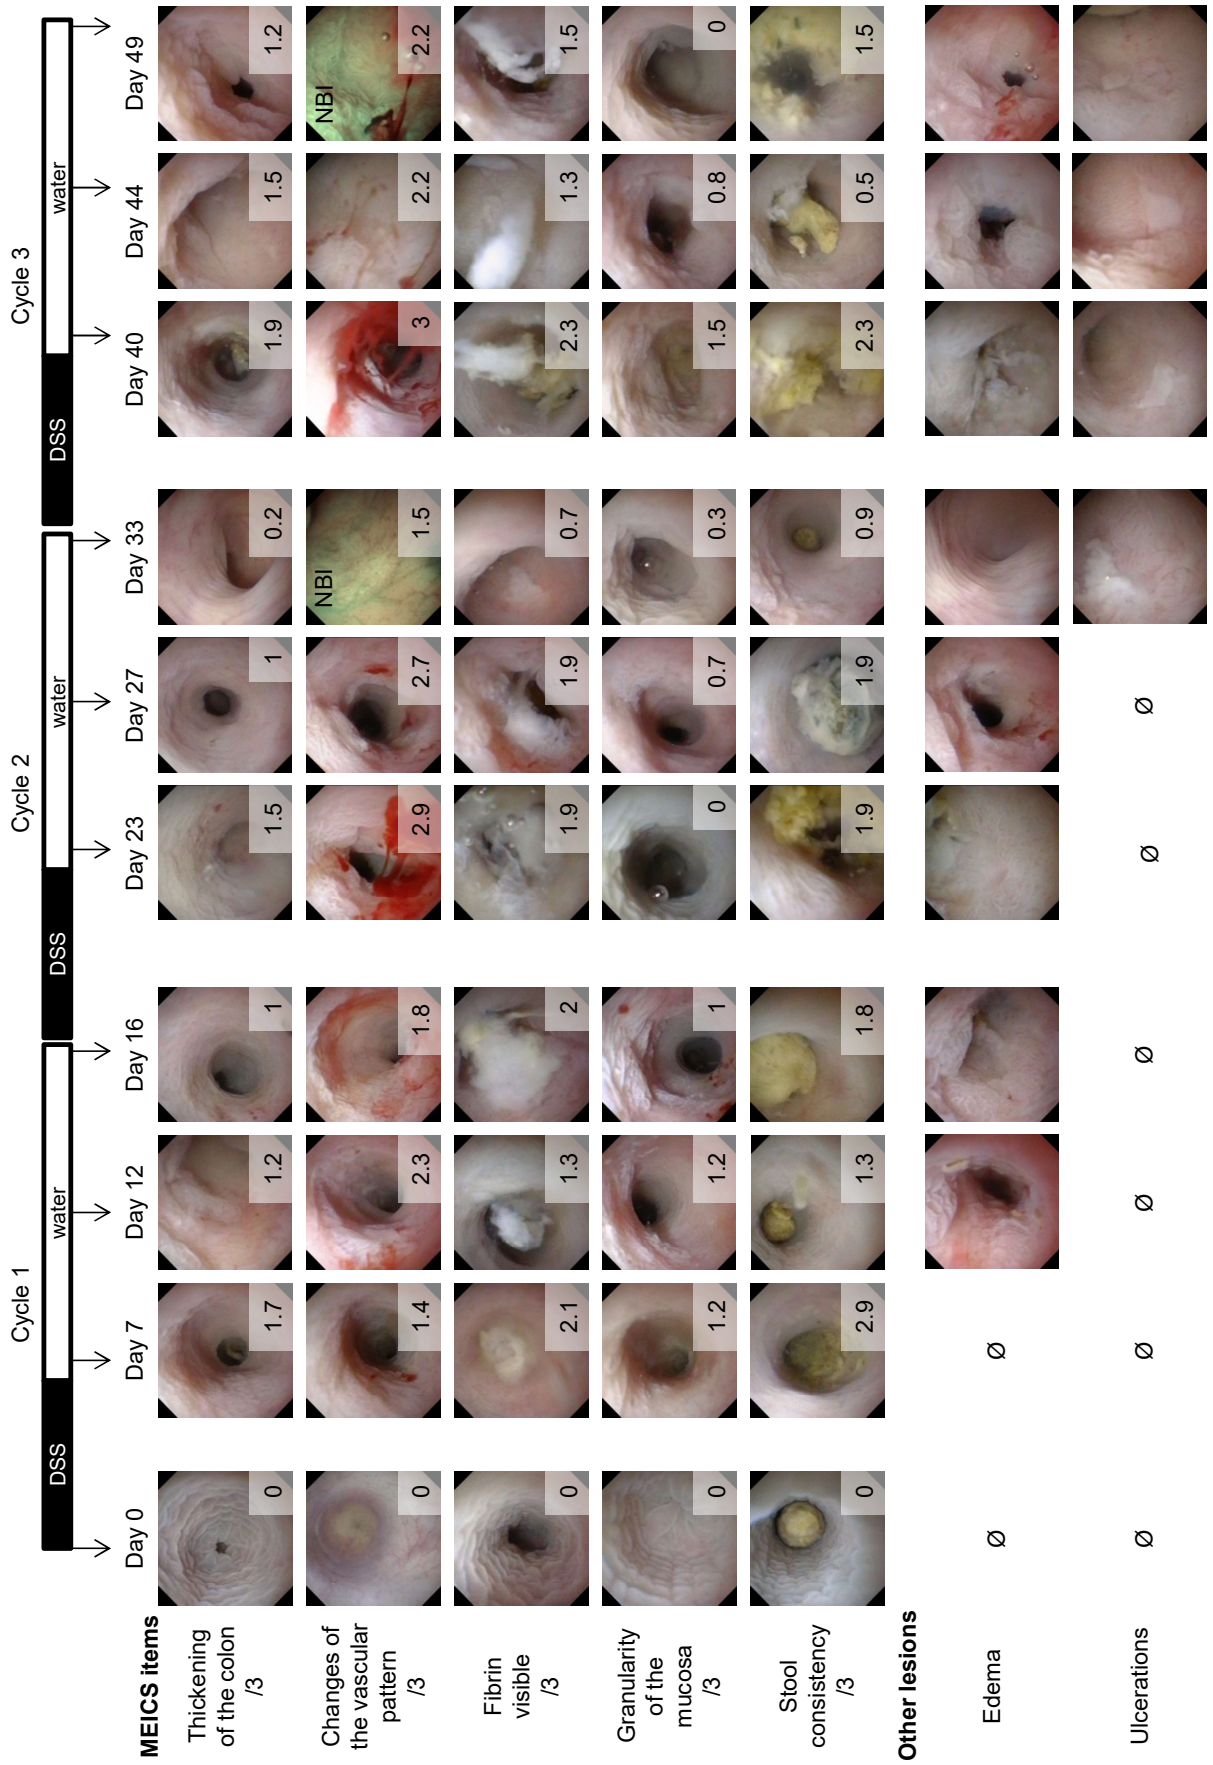 Cycle 1
Cycle 2
Cycle 3
DSS
water
DSS
water
DSS
water
Day 0
Day 7
Day 12
Day 16
Day 23
Day 27
Day 33
Day 40
Day 44
Day 49
MEICS items
Thickening
of the colon
/3
0
1.7
1.2
1
1.5
1
0.2
1.9
1.5
1.2
Changes of
the vascular
pattern
/3
0
1.4
2.3
1.8
2.9
2.7
NBI
1.5
3
2.2
NBI
2.2
Fibrin
visible
/3
0
2.1
1.3
2
1.9
1.9
0.7
2.3
1.3
1.5
Granularity
of the
mucosa
/3
0
1.2
1.2
1
0
0.7
0.3
1.5
0.8
0
Stool
consistency
/3
0
2.9
1.3
1.8
1.9
1.9
0.9
2.3
0.5
1.5
Other lesions
Edema
Ø
Ø
Ulcerations
Ø
Ø
Ø
Ø
Ø
Ø